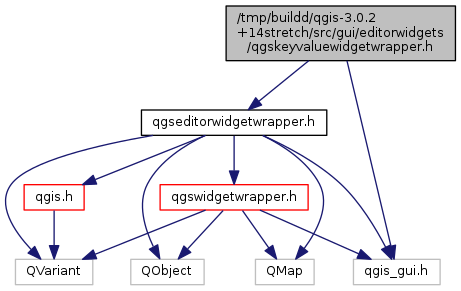 /tmp/buildd/qgis-3.0.2
+14stretch/src/gui/editorwidgets
/qgskeyvaluewidgetwrapper.h
qgseditorwidgetwrapper.h
qgis.h
qgswidgetwrapper.h
QVariant
QObject
QMap
qgis_gui.h